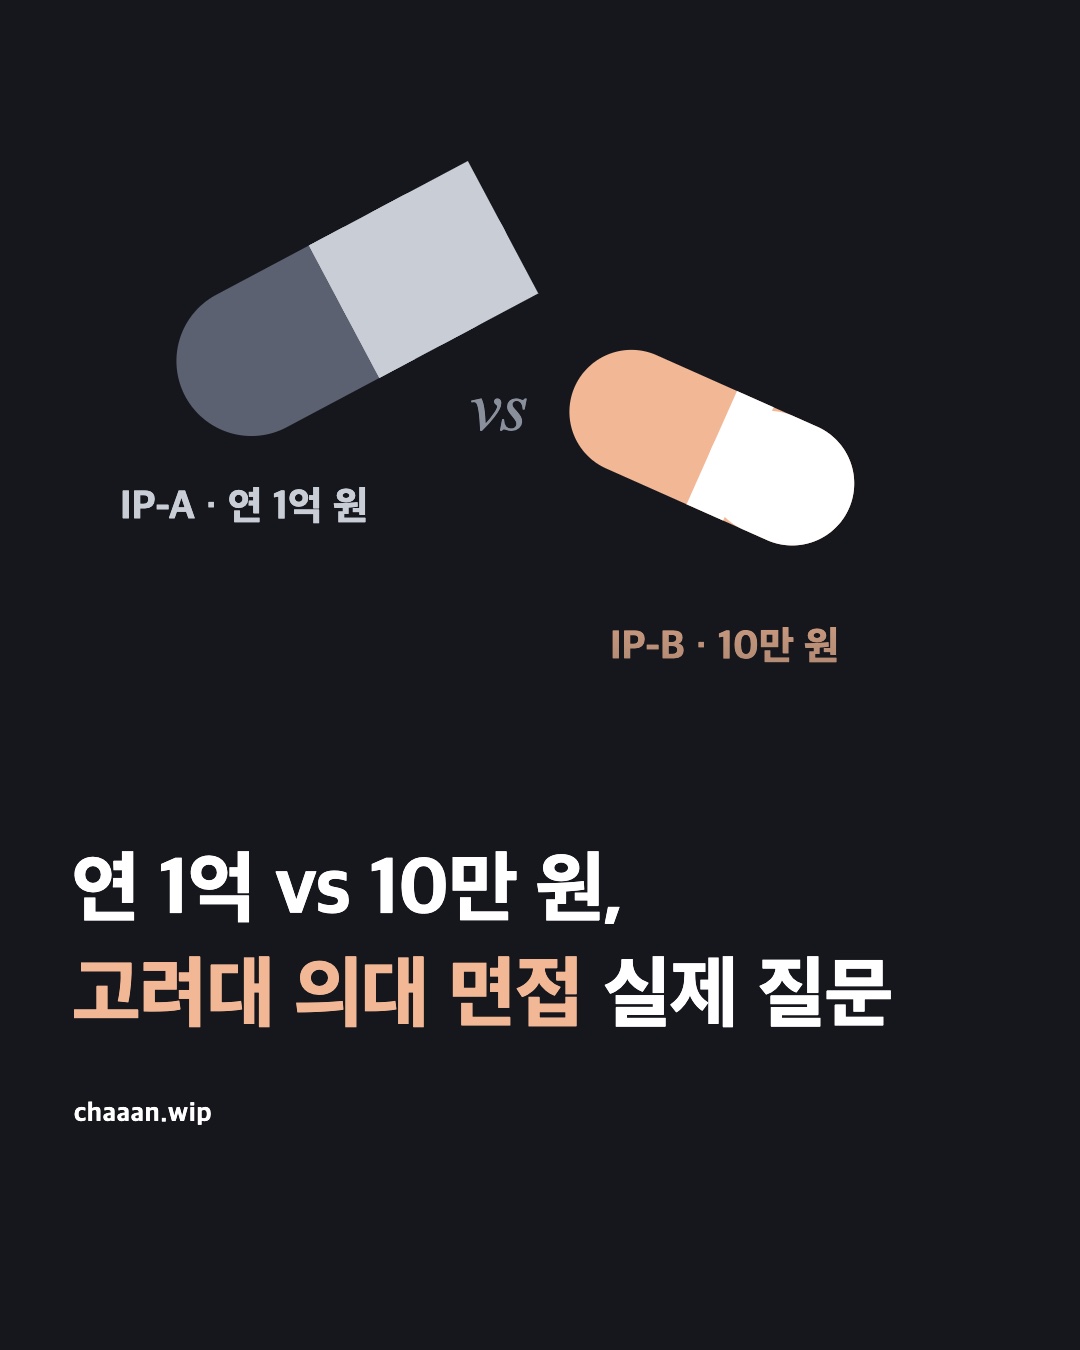 vs
IP-A · 연 1억 원
IP-B · 10만 원
연 1억 vs 10만 원,
고려대 의대 면접 실제 질문
chaaan.wip